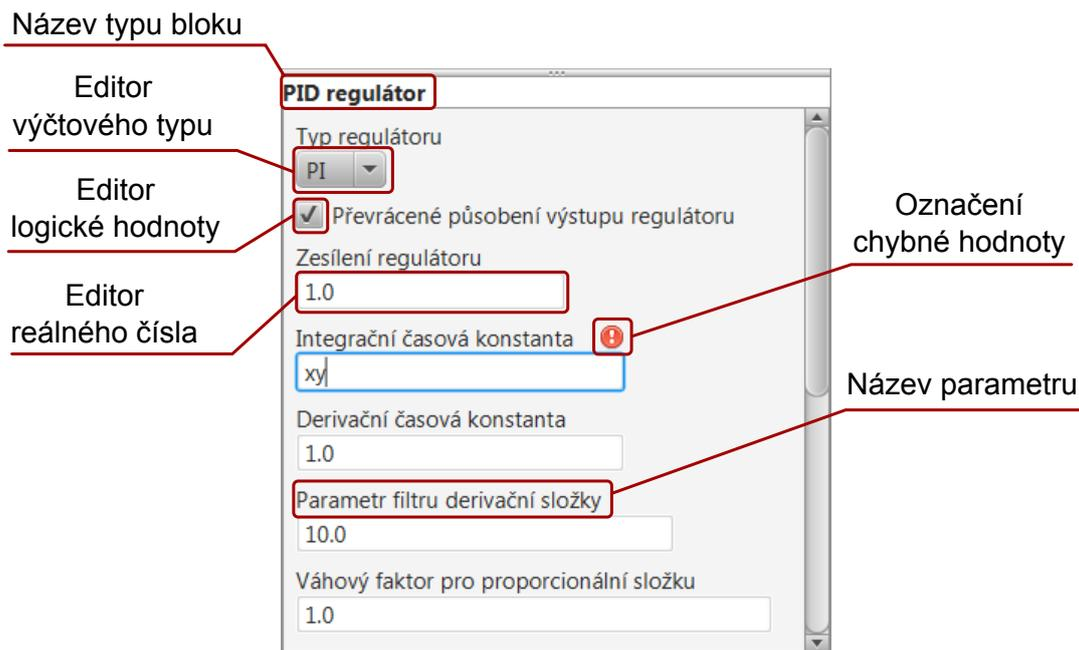 Název typu bloku
Editor
výčtového typu
Editor
logické hodnoty
Editor
reálného čísla
PID regulátor
Typ regulátoru
PI
Převrácené působení výstupu regulátoru
Zesílení regulátoru
1.0
Integrační časová konstanta
xy
Derivační časová konstanta
1.0
Parametr filtru derivační složky
10.0
Váhový faktor pro proporcionální složku
1.0
Označení
chybné hodnoty
Název parametru